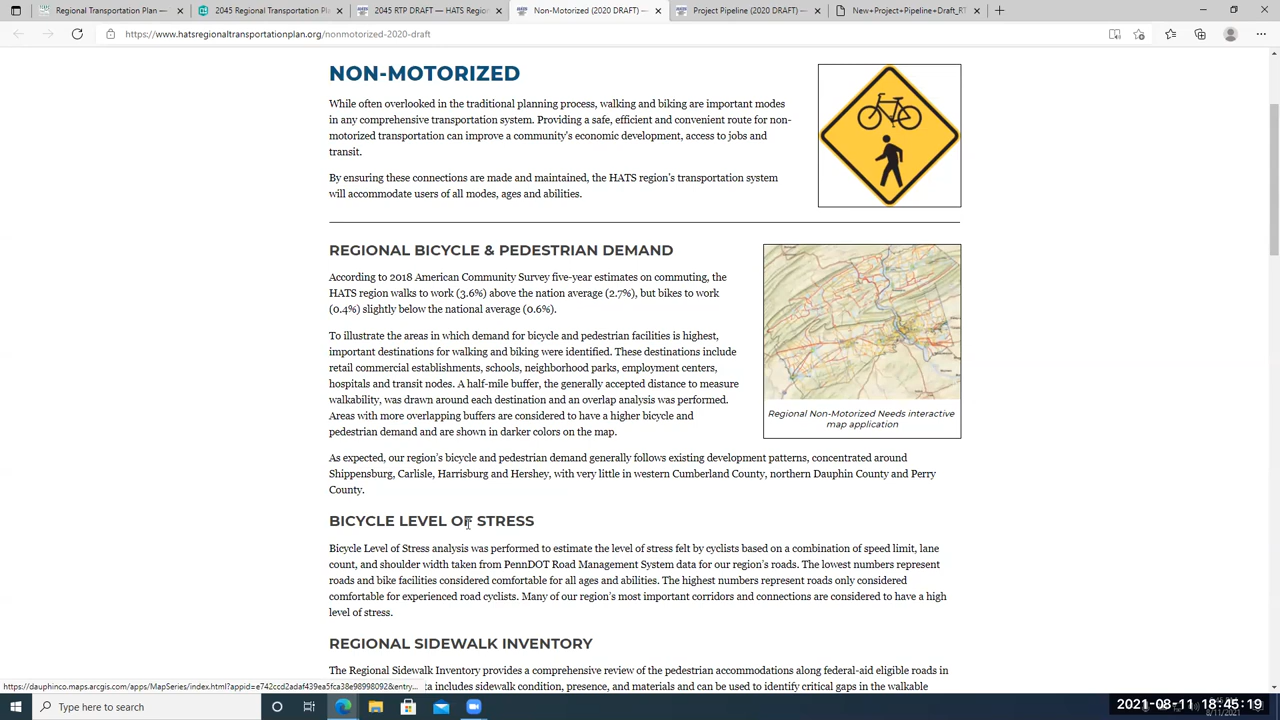 Regional Transportation Plan —
2045 Regional Transportation Pl
2045 RTP DRAFT — HATS Region
Non-Motorized (2020 DRAFT) —
Project Pipeline (2020 DRAFT) —
New+Project+Pipeline+Draft_RT
https://www.hatsregionaltransportationplan.org/nonmotorized-2020-draft
NON-MOTORIZED
While often overlooked in the traditional planning process, walking and biking are important modes
in any comprehensive transportation system. Providing a safe, efficient and convenient route for non-
motorized transportation can improve a community's economic development, access to jobs and
transit.
By ensuring these connections are made and maintained, the HATS region's transportation system
will accommodate users of all modes, ages and abilities.
REGIONAL BICYCLE & PEDESTRIAN DEMAND
According to 2018 American Community Survey five-year estimates on commuting, the
HATS region walks to work (3.6%) above the nation average (2.7%), but bikes to work
(0.4%) slightly below the national average (0.6%).
To illustrate the areas in which demand for bicycle and pedestrian facilities is highest,
important destinations for walking and biking were identified. These destinations include
retail commercial establishments, schools, neighborhood parks, employment centers,
hospitals and transit nodes. A half-mile buffer, the generally accepted distance to measure
walkability, was drawn around each destination and an overlap analysis was performed.
Areas with more overlapping buffers are considered to have a higher bicycle and
pedestrian demand and are shown in darker colors on the map.
Regional Non-Motorized Needs interactive
map application
As expected, our region's bicycle and pedestrian demand generally follows existing development patterns, concentrated around
Shippensburg, Carlisle, Harrisburg and Hershey, with very little in western Cumberland County, northern Dauphin County and Perry
County.
BICYCLE LEVEL OF STRESS
Bicycle Level of Stress analysis was performed to estimate the level of stress felt by cyclists based on a combination of speed limit, lane
count, and shoulder width taken from PennDOT Road Management System data for our region's roads. The lowest numbers represent
roads and bike facilities considered comfortable for all ages and abilities. The highest numbers represent roads only considered
comfortable for experienced road cyclists. Many of our region's most important corridors and connections are considered to have a high
level of stress.
REGIONAL SIDEWALK INVENTORY
The Regional Sidewalk Inventory provides a comprehensive review of the pedestrian accommodations along federal-aid eligible roads in
ta includes sidewalk condition, presence, and materials and can be used to identify critical gaps in the walkable
https://dauphinco.maps.arcgis.com/apps/MapSeries/index.html?appid=e742ccd2adaf439ea5fca38e98998092&entry...
Type here to search
2021-08-11 18:45:19